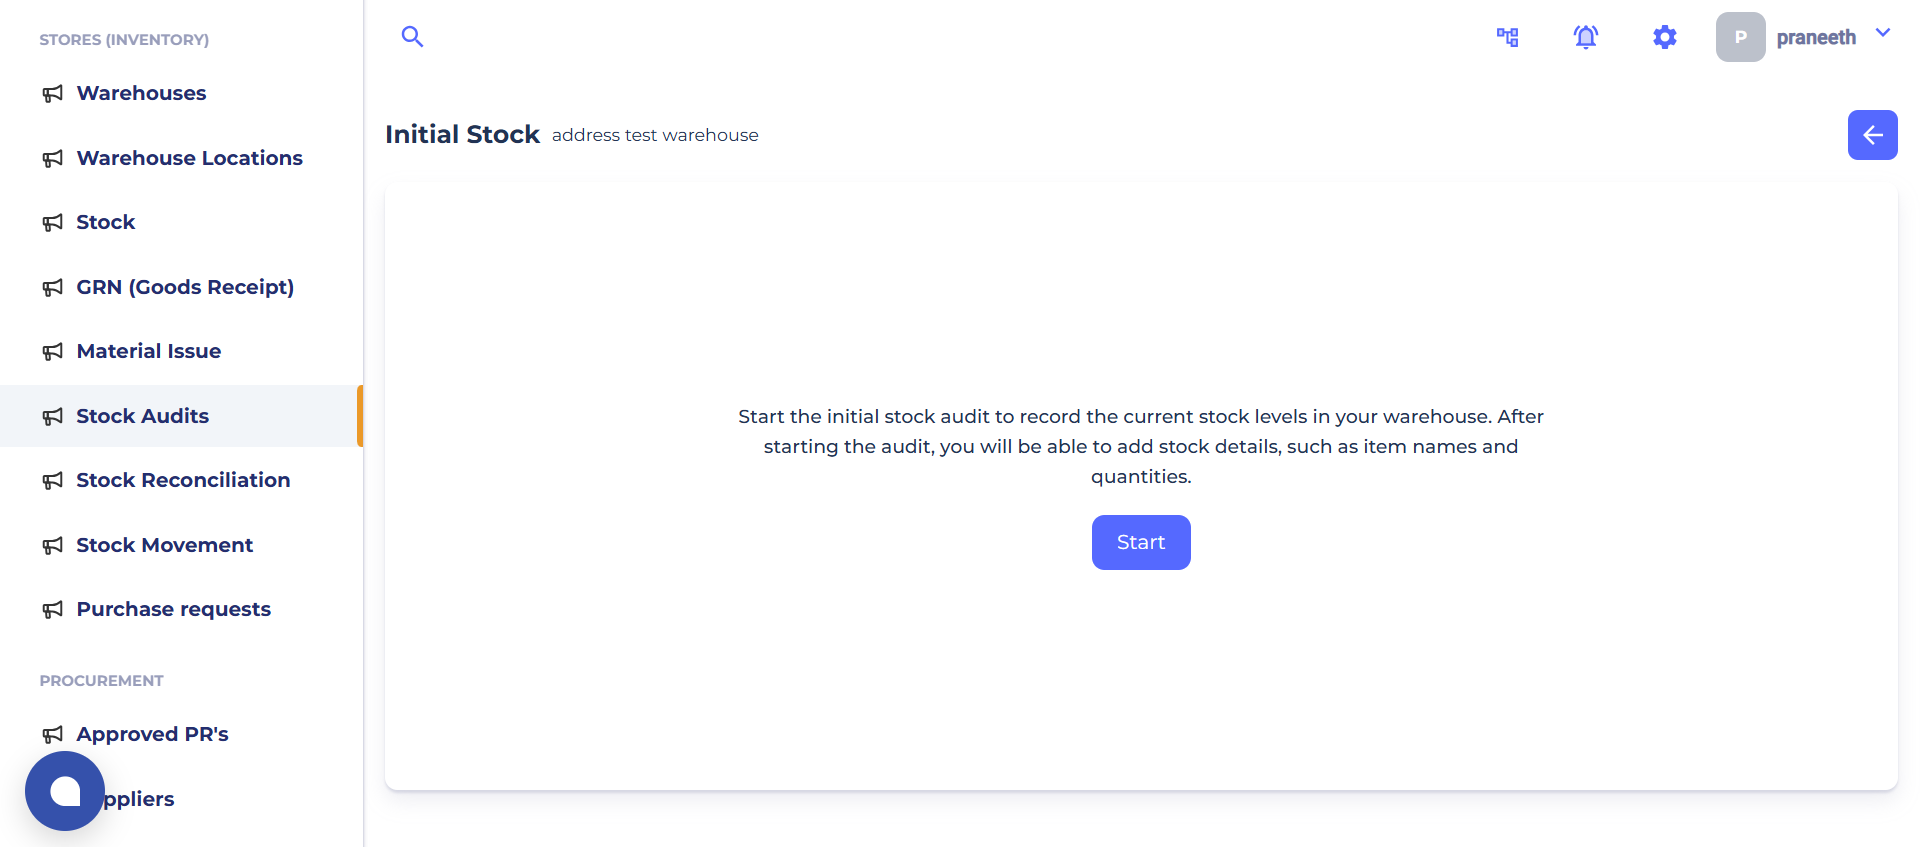 STORES (INVENTORY)
Warehouses
Warehouse Locations
Stock
GRN (Goods Receipt)
Material Issue
Stock Audits
Stock Reconciliation
Stock Movement
Purchase requests
PROCUREMENT
Approved PR's
ppliers
P
praneeth
Initial Stock address test warehouse
Start the initial stock audit to record the current stock levels in your warehouse. After
starting the audit, you will be able to add stock details, such as item names and
quantities.
Start